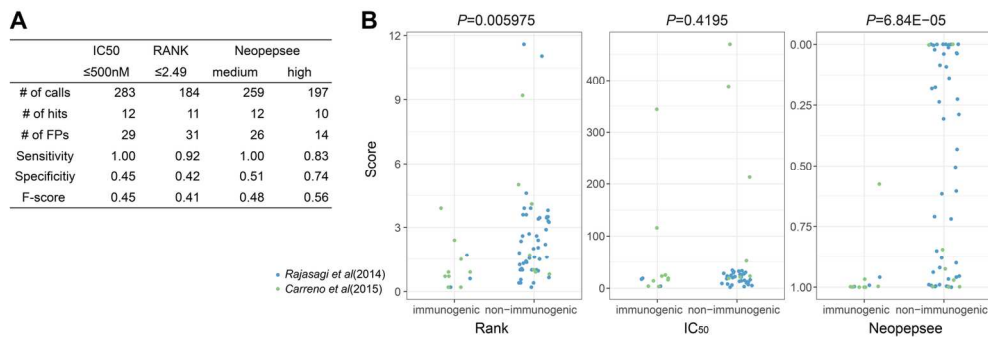 A
IC50 RANK Neopepsee
≤500nM ≤2.49 medium high
# of calls 283 184 259 197
# of hits 12 11 12 10
# of FPs 29 31 26 14
Sensitivity 1.00 0.92 1.00 0.83
Specificitiy 0.45 0.42 0.51 0.74
F-score 0.45 0.41 0.48 0.56
Rajasagi et al(2014)
Carreno et al(2015)
B
P=0.005975 P=0.4195 P=6.84E-05
Score
12
9
6
3
0
immunogenic non-immunogenic
Rank
400
300
200
100
0
immunogenic non-immunogenic
IC50
0.00
0.25
0.50
0.75
1.00
immunogenic non-immunogenic
Neopepsee